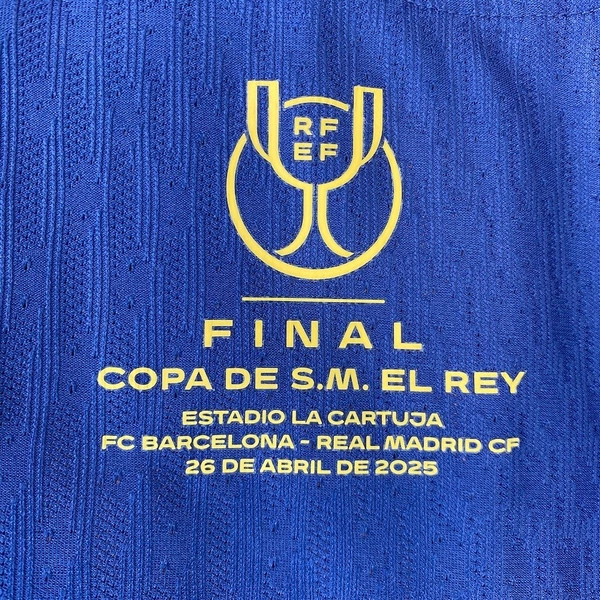 RF
EF
FINAL
COPA DE S.M. EL REY
ESTADIO LA CARTUJA
FC BARCELONA - REAL MADRID CF
26 DE ABRIL DE 2025